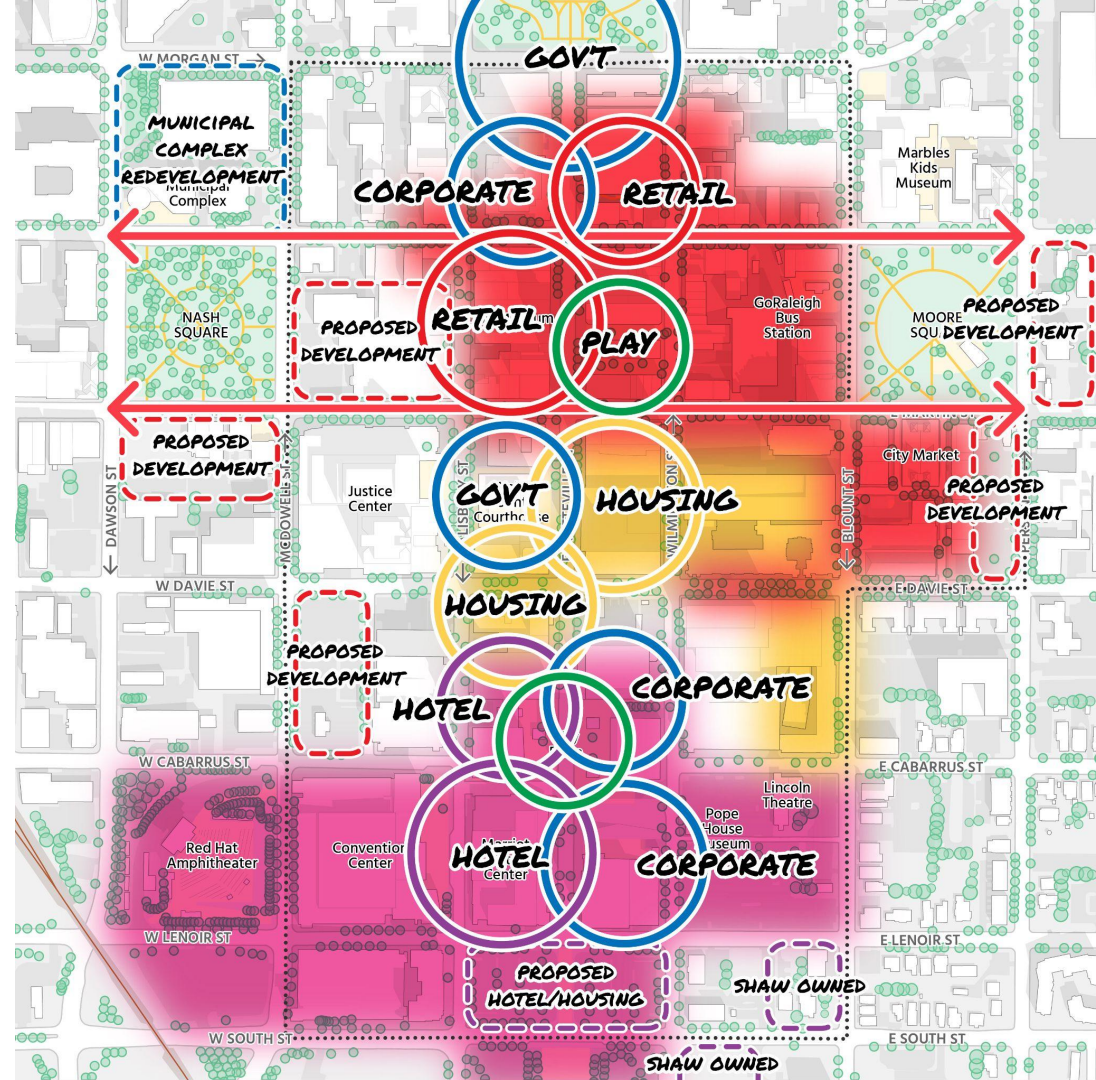 GOV'T
W MORGAN ST →
MUNICIPAL
COMPLEX
REDEVELOPMENT
Municipal
Complex
Marbles
Kids
Museum
CORPORATE
RETAIL
NASH
SQUARE
PROPOSED
DEVELOPMENT
RETAIL
PLAY
GoRaleigh
Bus
Station
MOORE
PROPOSED
DEVELOPMENT
PROPOSED
DEVELOPMENT
← DAWSON ST
MCDOWELL ST →
Justice
Center
GOV'T
HOUSING
← BLOUNT ST
City Market
PROPOSED
DEVELOPMENT
W DAVIE ST
E DAVIE ST
HOUSING
PROPOSED
DEVELOPMENT
HOTEL
CORPORATE
W CABARRUS ST
E CABARRUS ST
Lincoln
Theatre
Pope
House
Museum
Red Hat
Amphitheater
Convention
Center
HOTEL
Center
CORPORATE
W LENOIR ST
E LENOIR ST
PROPOSED
HOTEL/HOUSING
SHAW OWNED
W SOUTH ST
E SOUTH ST
SHAW OWNED